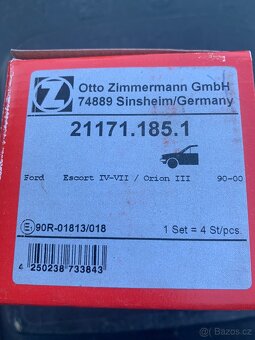 Otto Zimmermann GmbH
74889 Sinsheim/Germany
21171.185.1
Ford Escort IV-VII / Orion III 90-00
90R-01813/018
1 Set = 4 St/pcs.
4 250238 733843
Bazoš.cz